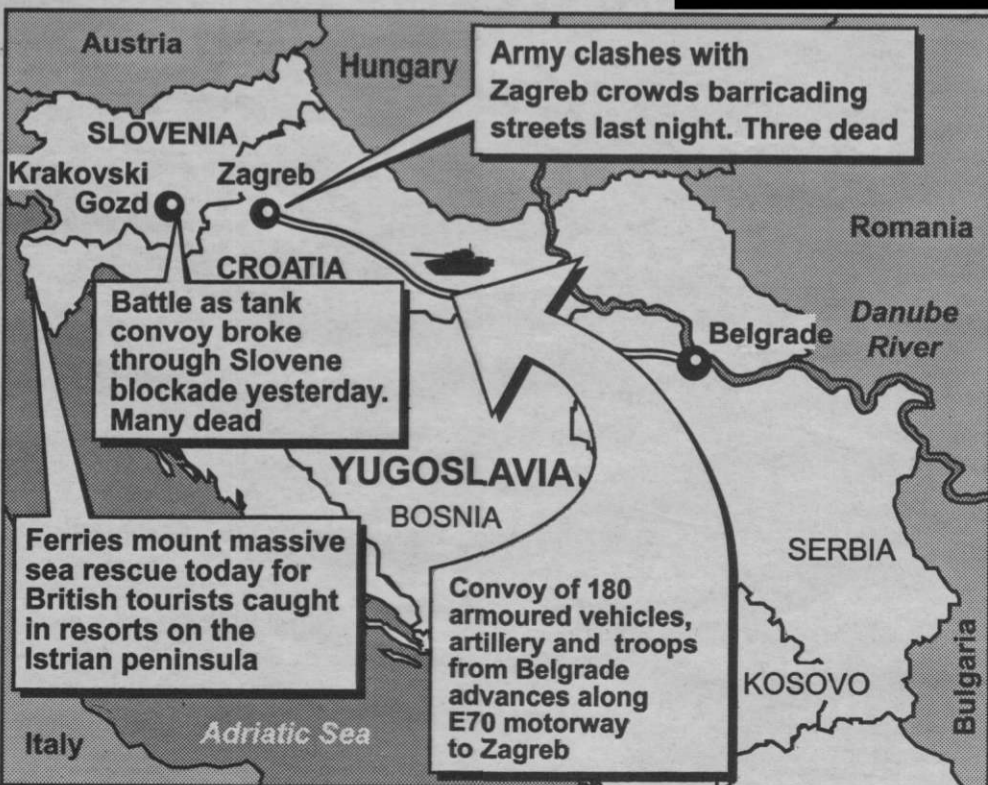 Austria
Hungary
Army clashes with
Zagreb crowds barricading
streets last night. Three dead
SLOVENIA
Krakovski
Gozd
Zagreb
Romania
CROATIA
Battle as tank
convoy broke
through Slovene
blockade yesterday.
Many dead
Belgrade
Danube
River
YUGOSLAVIA
BOSNIA
Ferries mount massive
sea rescue today for
British tourists caught
in resorts on the
Istrian peninsula
SERBIA
Convoy of 180
armoured vehicles,
artillery and troops
from Belgrade
advances along
E70 motorway
to Zagreb
KOSOVO
Bulgaria
Italy
Adriatic Sea